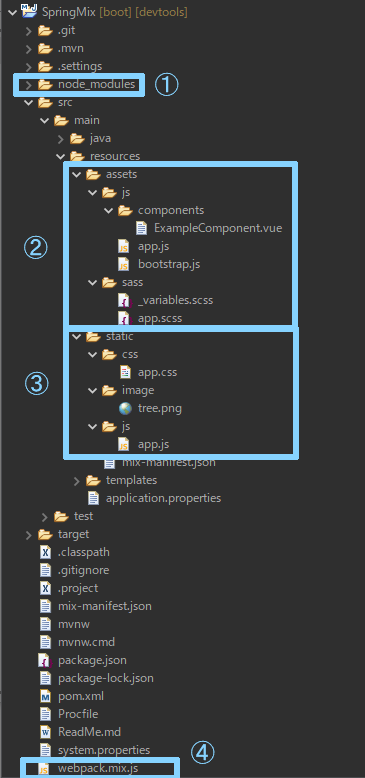 SpringMix [boot] [devtools]
.git
.mvn
.settings
node_modules ①
src
main
java
resources
assets
js
components
② ExampleComponent.vue
app.js
bootstrap.js
sass
_variables.scss
app.scss
static
css
③ app.css
image
tree.png
js
app.js
mix-manifest.json
templates
application.properties
test
target
.classpath
.gitignore
.project
mix-manifest.json
mvnw
mvnw.cmd
package.json
package-lock.json
pom.xml
Procfile
ReadMe.md
system.properties ④
webpack.mix.js